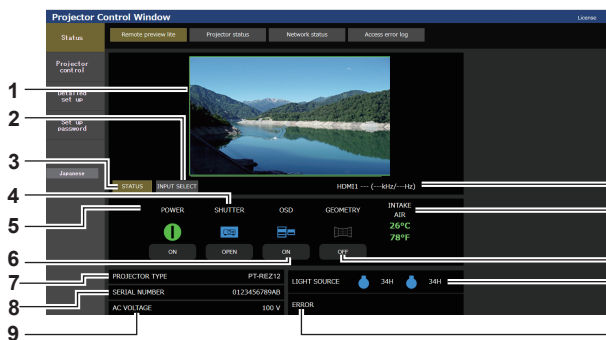 Projector Control Window
License
Status
Remote preview lite
Projector status
Network status
Access error log
Projector
control
Detailed
set up
Set up
password
Japanese
1
2
3
4
5
6
7
8
9
STATUS
INPUT SELECT
HDMI1 --- (---kHz/---Hz)
POWER
SHUTTER
OSD
GEOMETRY
INTAKE
AIR
26°C
78°F
ON
OPEN
ON
OFF
PROJECTOR TYPE PT-REZ12
SERIAL NUMBER 0123456789AB
AC VOLTAGE 100 V
LIGHT SOURCE 34H 34H
ERROR